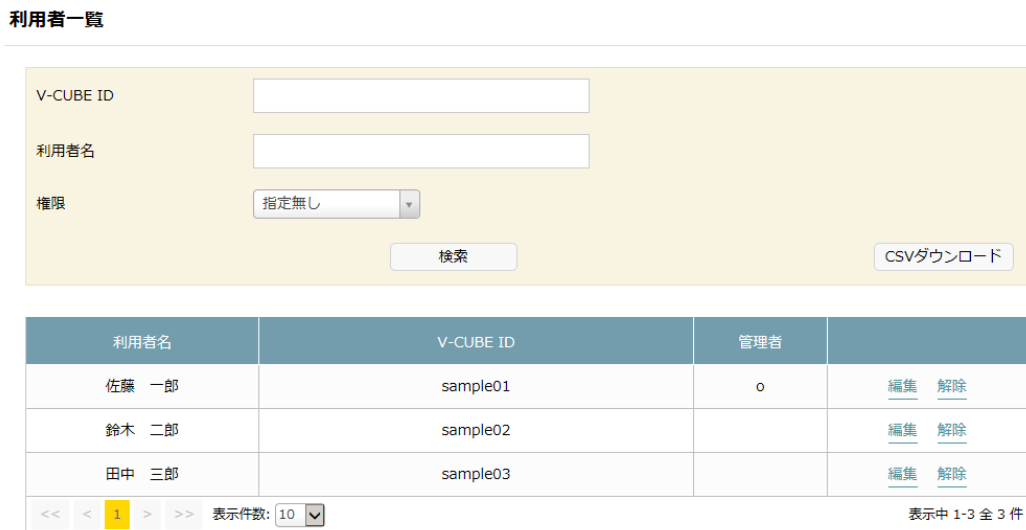 利用者一覧
V-CUBE ID
利用者名
権限
指定無し
検索
CSVダウンロード
利用者名 V-CUBE ID 管理者
佐藤　一郎 sample01 o 編集 解除
鈴木　二郎 sample02 編集 解除
田中　三郎 sample03 編集 解除
<< < 1 > >> 表示件数: 10 表示中 1-3 全 3 件